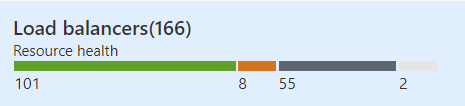 Load balancers(166)
Resource health
101 8 55 2